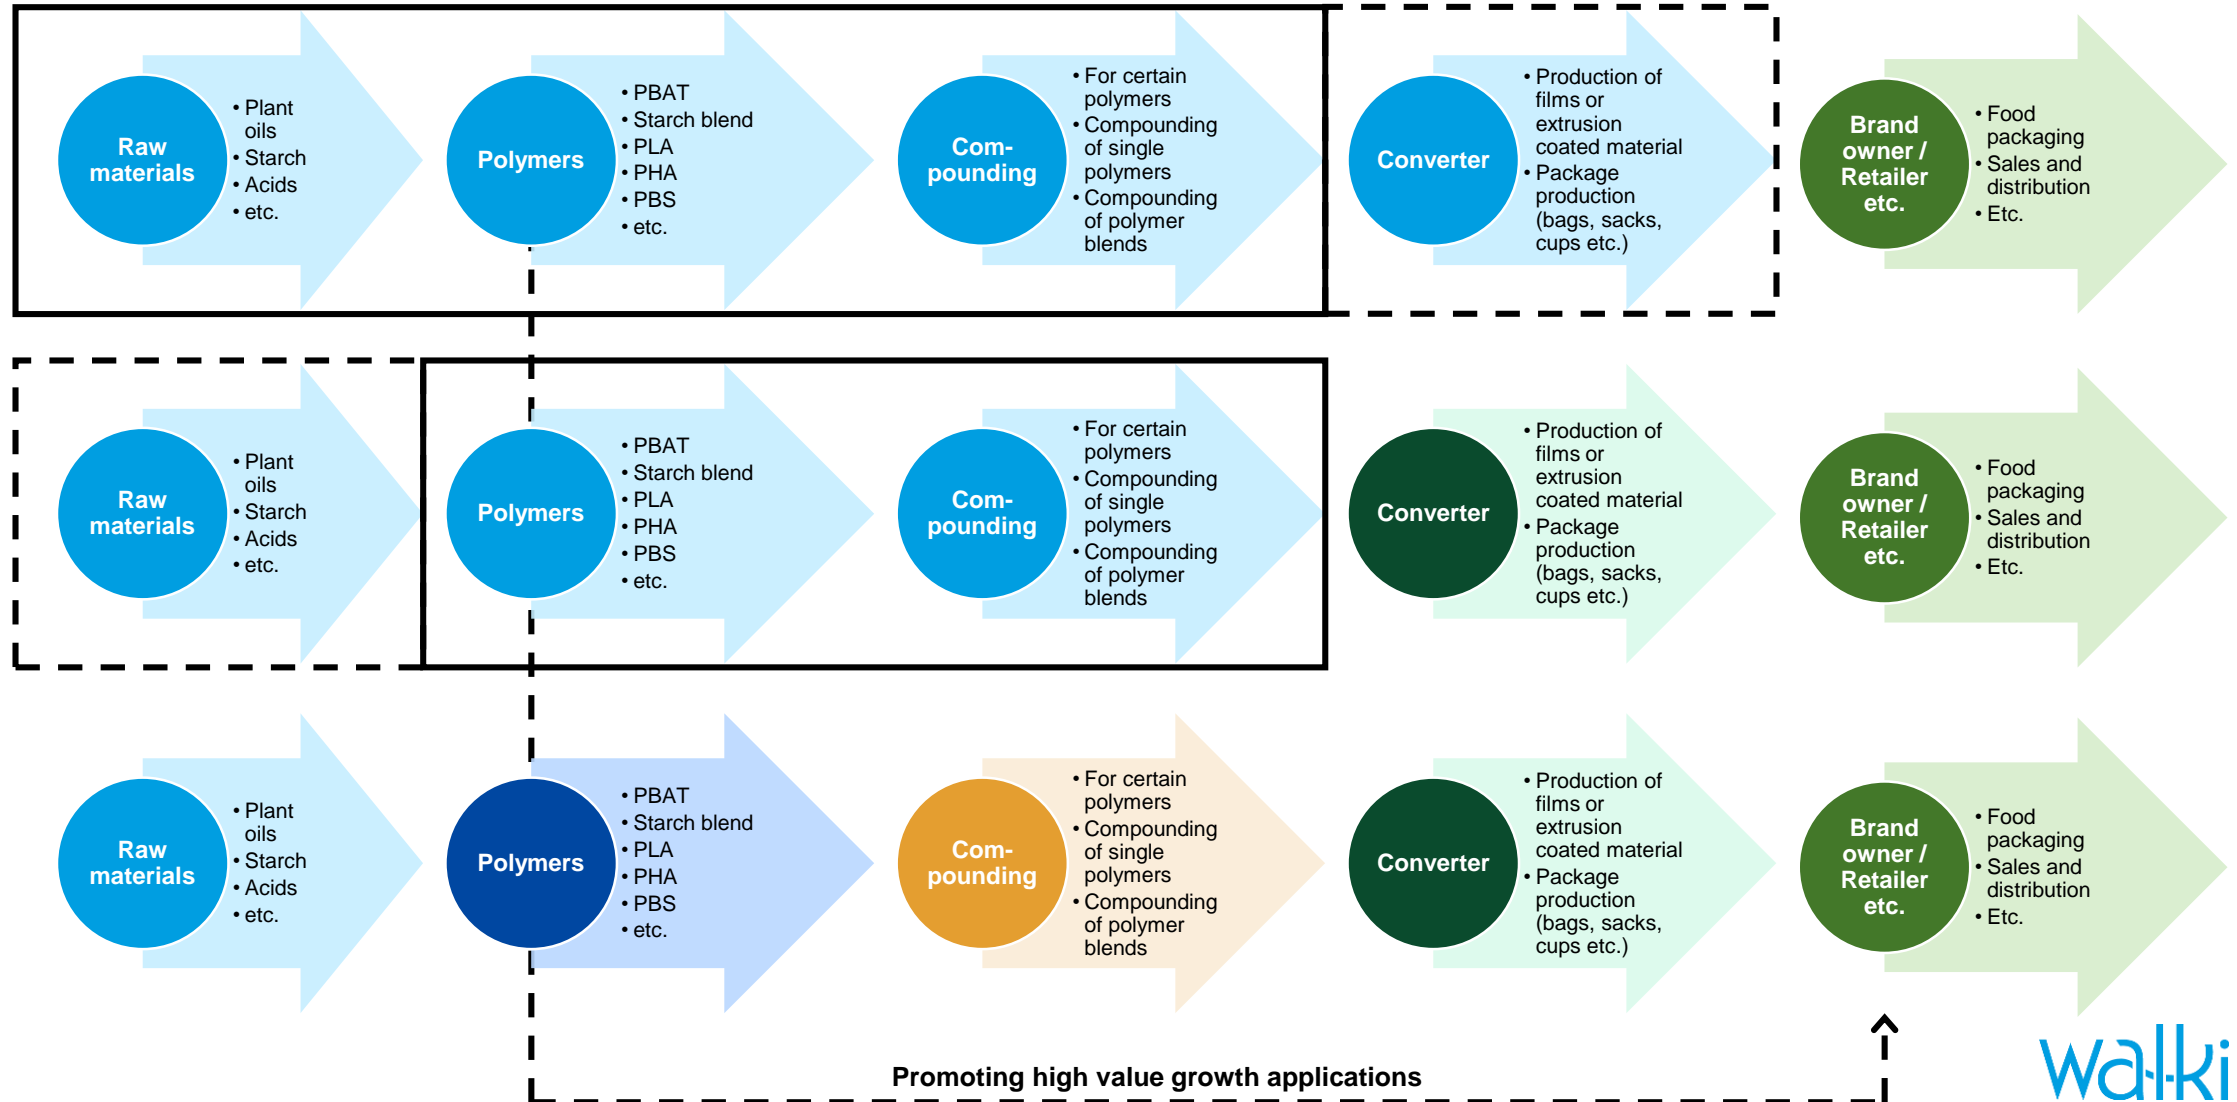 Raw
materials
• Plant
oils
• Starch
• Acids
• etc.
Polymers
• PBAT
• Starch blend
• PLA
• PHA
• PBS
• etc.
Com-
pounding
• For certain
polymers
• Compounding
of single
polymers
• Compounding
of polymer
blends
Converter
• Production of
films or
extrusion
coated material
• Package
production
(bags, sacks,
cups etc.)
Brand
owner /
Retailer
etc.
• Food
packaging
• Sales and
distribution
• Etc.
Raw
materials
• Plant
oils
• Starch
• Acids
• etc.
Polymers
• PBAT
• Starch blend
• PLA
• PHA
• PBS
• etc.
Com-
pounding
• For certain
polymers
• Compounding
of single
polymers
• Compounding
of polymer
blends
Converter
• Production of
films or
extrusion
coated material
• Package
production
(bags, sacks,
cups etc.)
Brand
owner /
Retailer
etc.
• Food
packaging
• Sales and
distribution
• Etc.
Raw
materials
• Plant
oils
• Starch
• Acids
• etc.
Polymers
• PBAT
• Starch blend
• PLA
• PHA
• PBS
• etc.
Com-
pounding
• For certain
polymers
• Compounding
of single
polymers
• Compounding
of polymer
blends
Converter
• Production of
films or
extrusion
coated material
• Package
production
(bags, sacks,
cups etc.)
Brand
owner /
Retailer
etc.
• Food
packaging
• Sales and
distribution
• Etc.
Promoting high value growth applications
walki